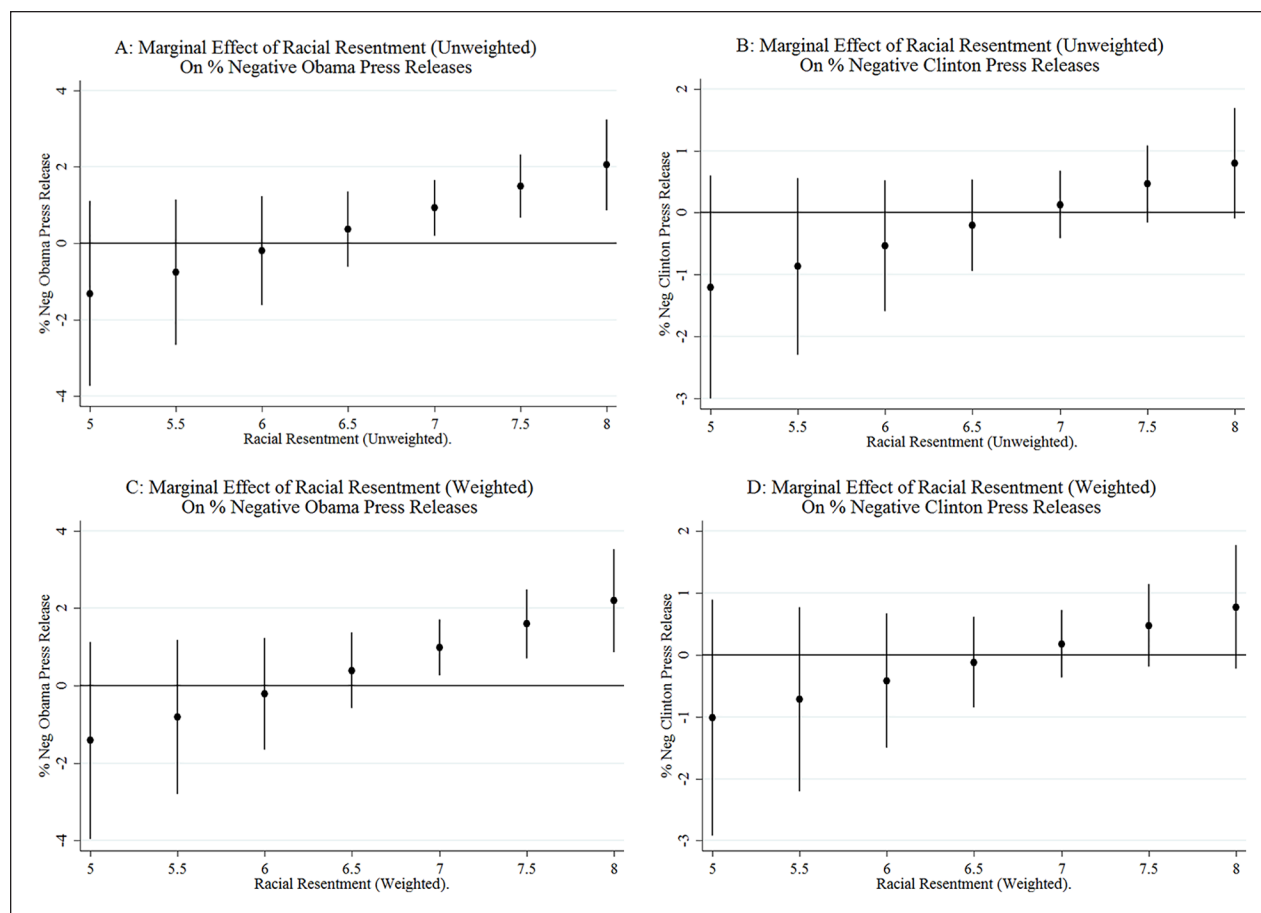 A: Marginal Effect of Racial Resentment (Unweighted)
On % Negative Obama Press Releases
% Neg Obama Press Release
4
2
0
-2
-4
5 5.5 6 6.5 7 7.5 8
Racial Resentment (Unweighted).
B: Marginal Effect of Racial Resentment (Unweighted)
On % Negative Clinton Press Releases
% Neg Clinton Press Release
2
1
0
-1
-2
-3
5 5.5 6 6.5 7 7.5 8
Racial Resentment (Unweighted).
C: Marginal Effect of Racial Resentment (Weighted)
On % Negative Obama Press Releases
% Neg Obama Press Release
4
2
0
-2
-4
5 5.5 6 6.5 7 7.5 8
Racial Resentment (Weighted).
D: Marginal Effect of Racial Resentment (Weighted)
On % Negative Clinton Press Releases
% Neg Clinton Press Release
2
1
0
-1
-2
-3
5 5.5 6 6.5 7 7.5 8
Racial Resentment (Weighted).